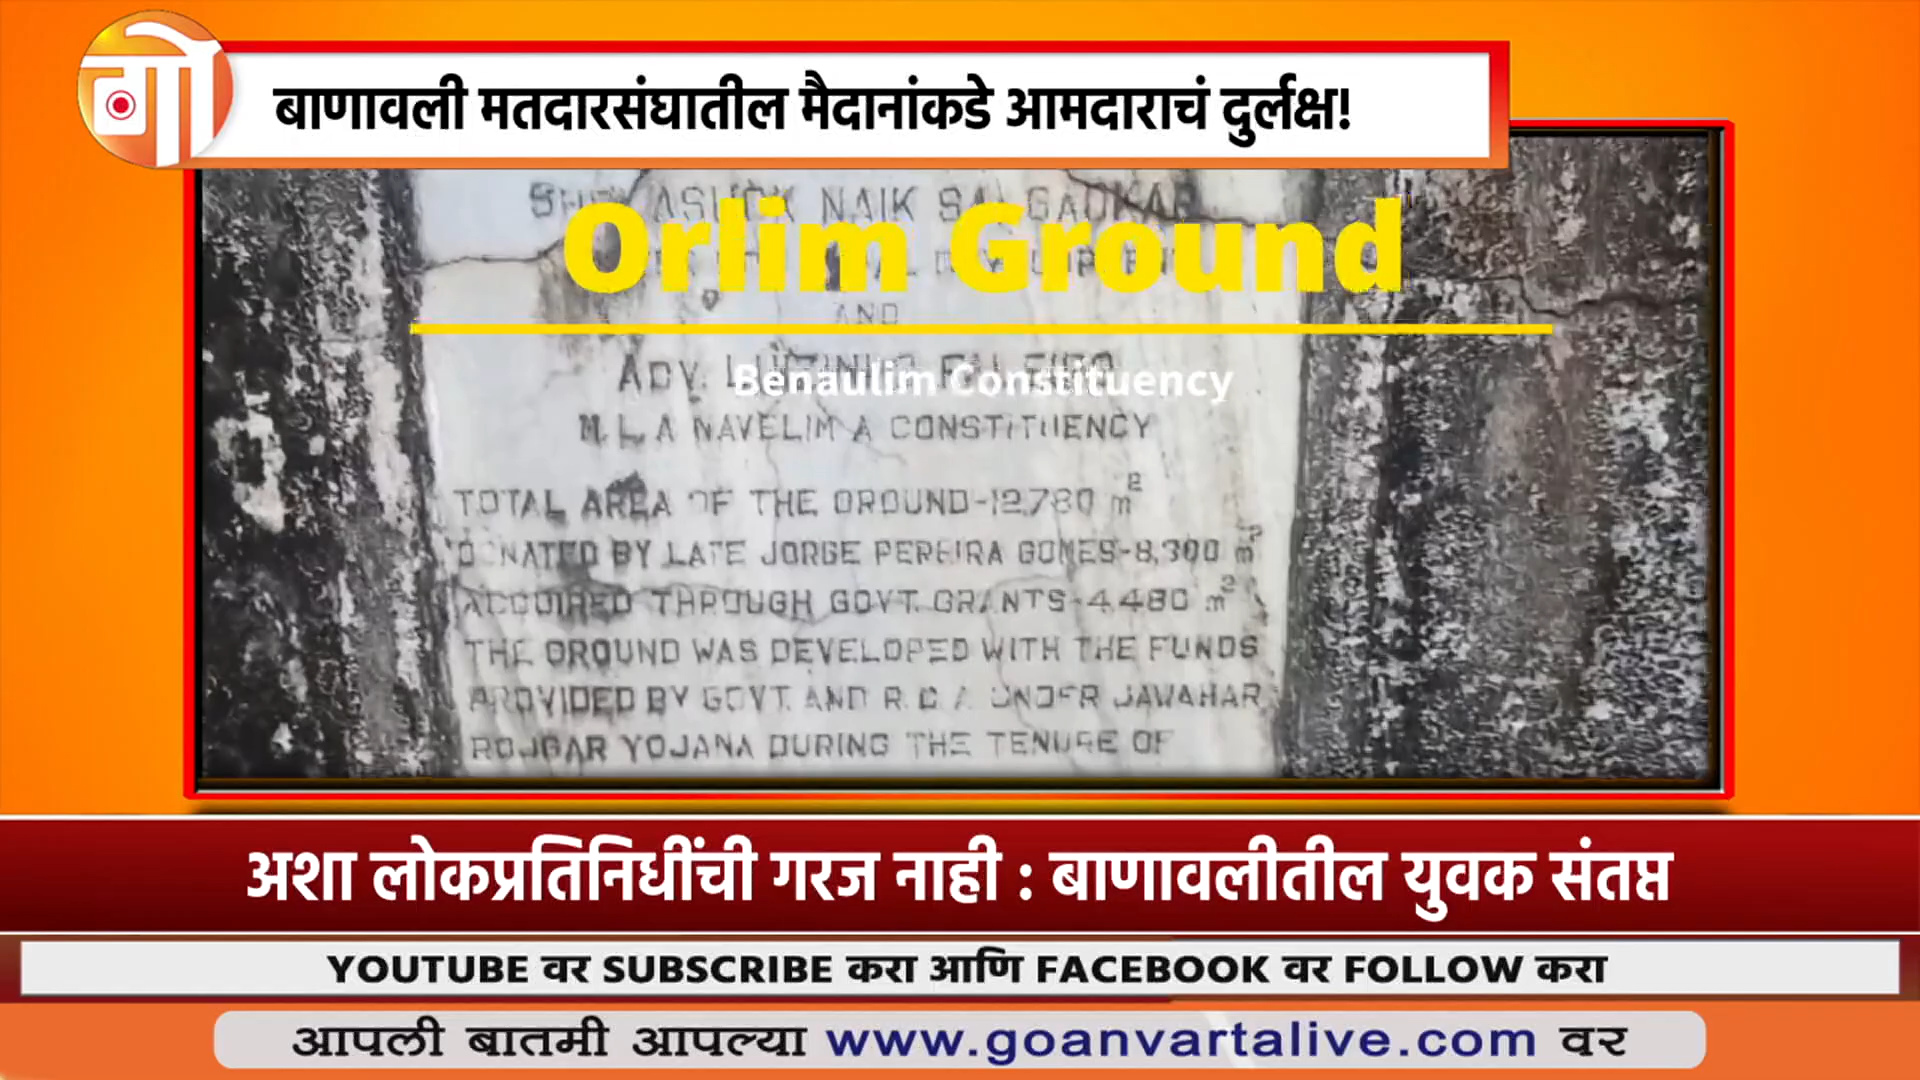 गो
बाणावली मतदारसंघातील मैदानांकडे आमदाराचं दुर्लक्ष!
NAIK
Orlim Ground
AND
ADV.
Benaulim Constituency
M.L.A NAVELIM A CONSTITUENCY
TOTAL AREA OF THE GROUND-12,780 m²
DONATED BY LATE JORGE PEREIRA GOMES-8,300 m²
ACQUIRED THROUGH GOVT. GRANTS-4,480 m²
THE GROUND WAS DEVELOPED WITH THE FUNDS
PROVIDED BY GOVT. AND R.D.A UNDER JAWAHAR
ROJGAR YOJANA DURING THE TENURE OF
अशा लोकप्रतिनिधींची गरज नाही : बाणावलीतील युवक संतप्त
YOUTUBE वर SUBSCRIBE करा आणि FACEBOOK वर FOLLOW करा
आपली बातमी आपल्या www.goanvartalive.com वर